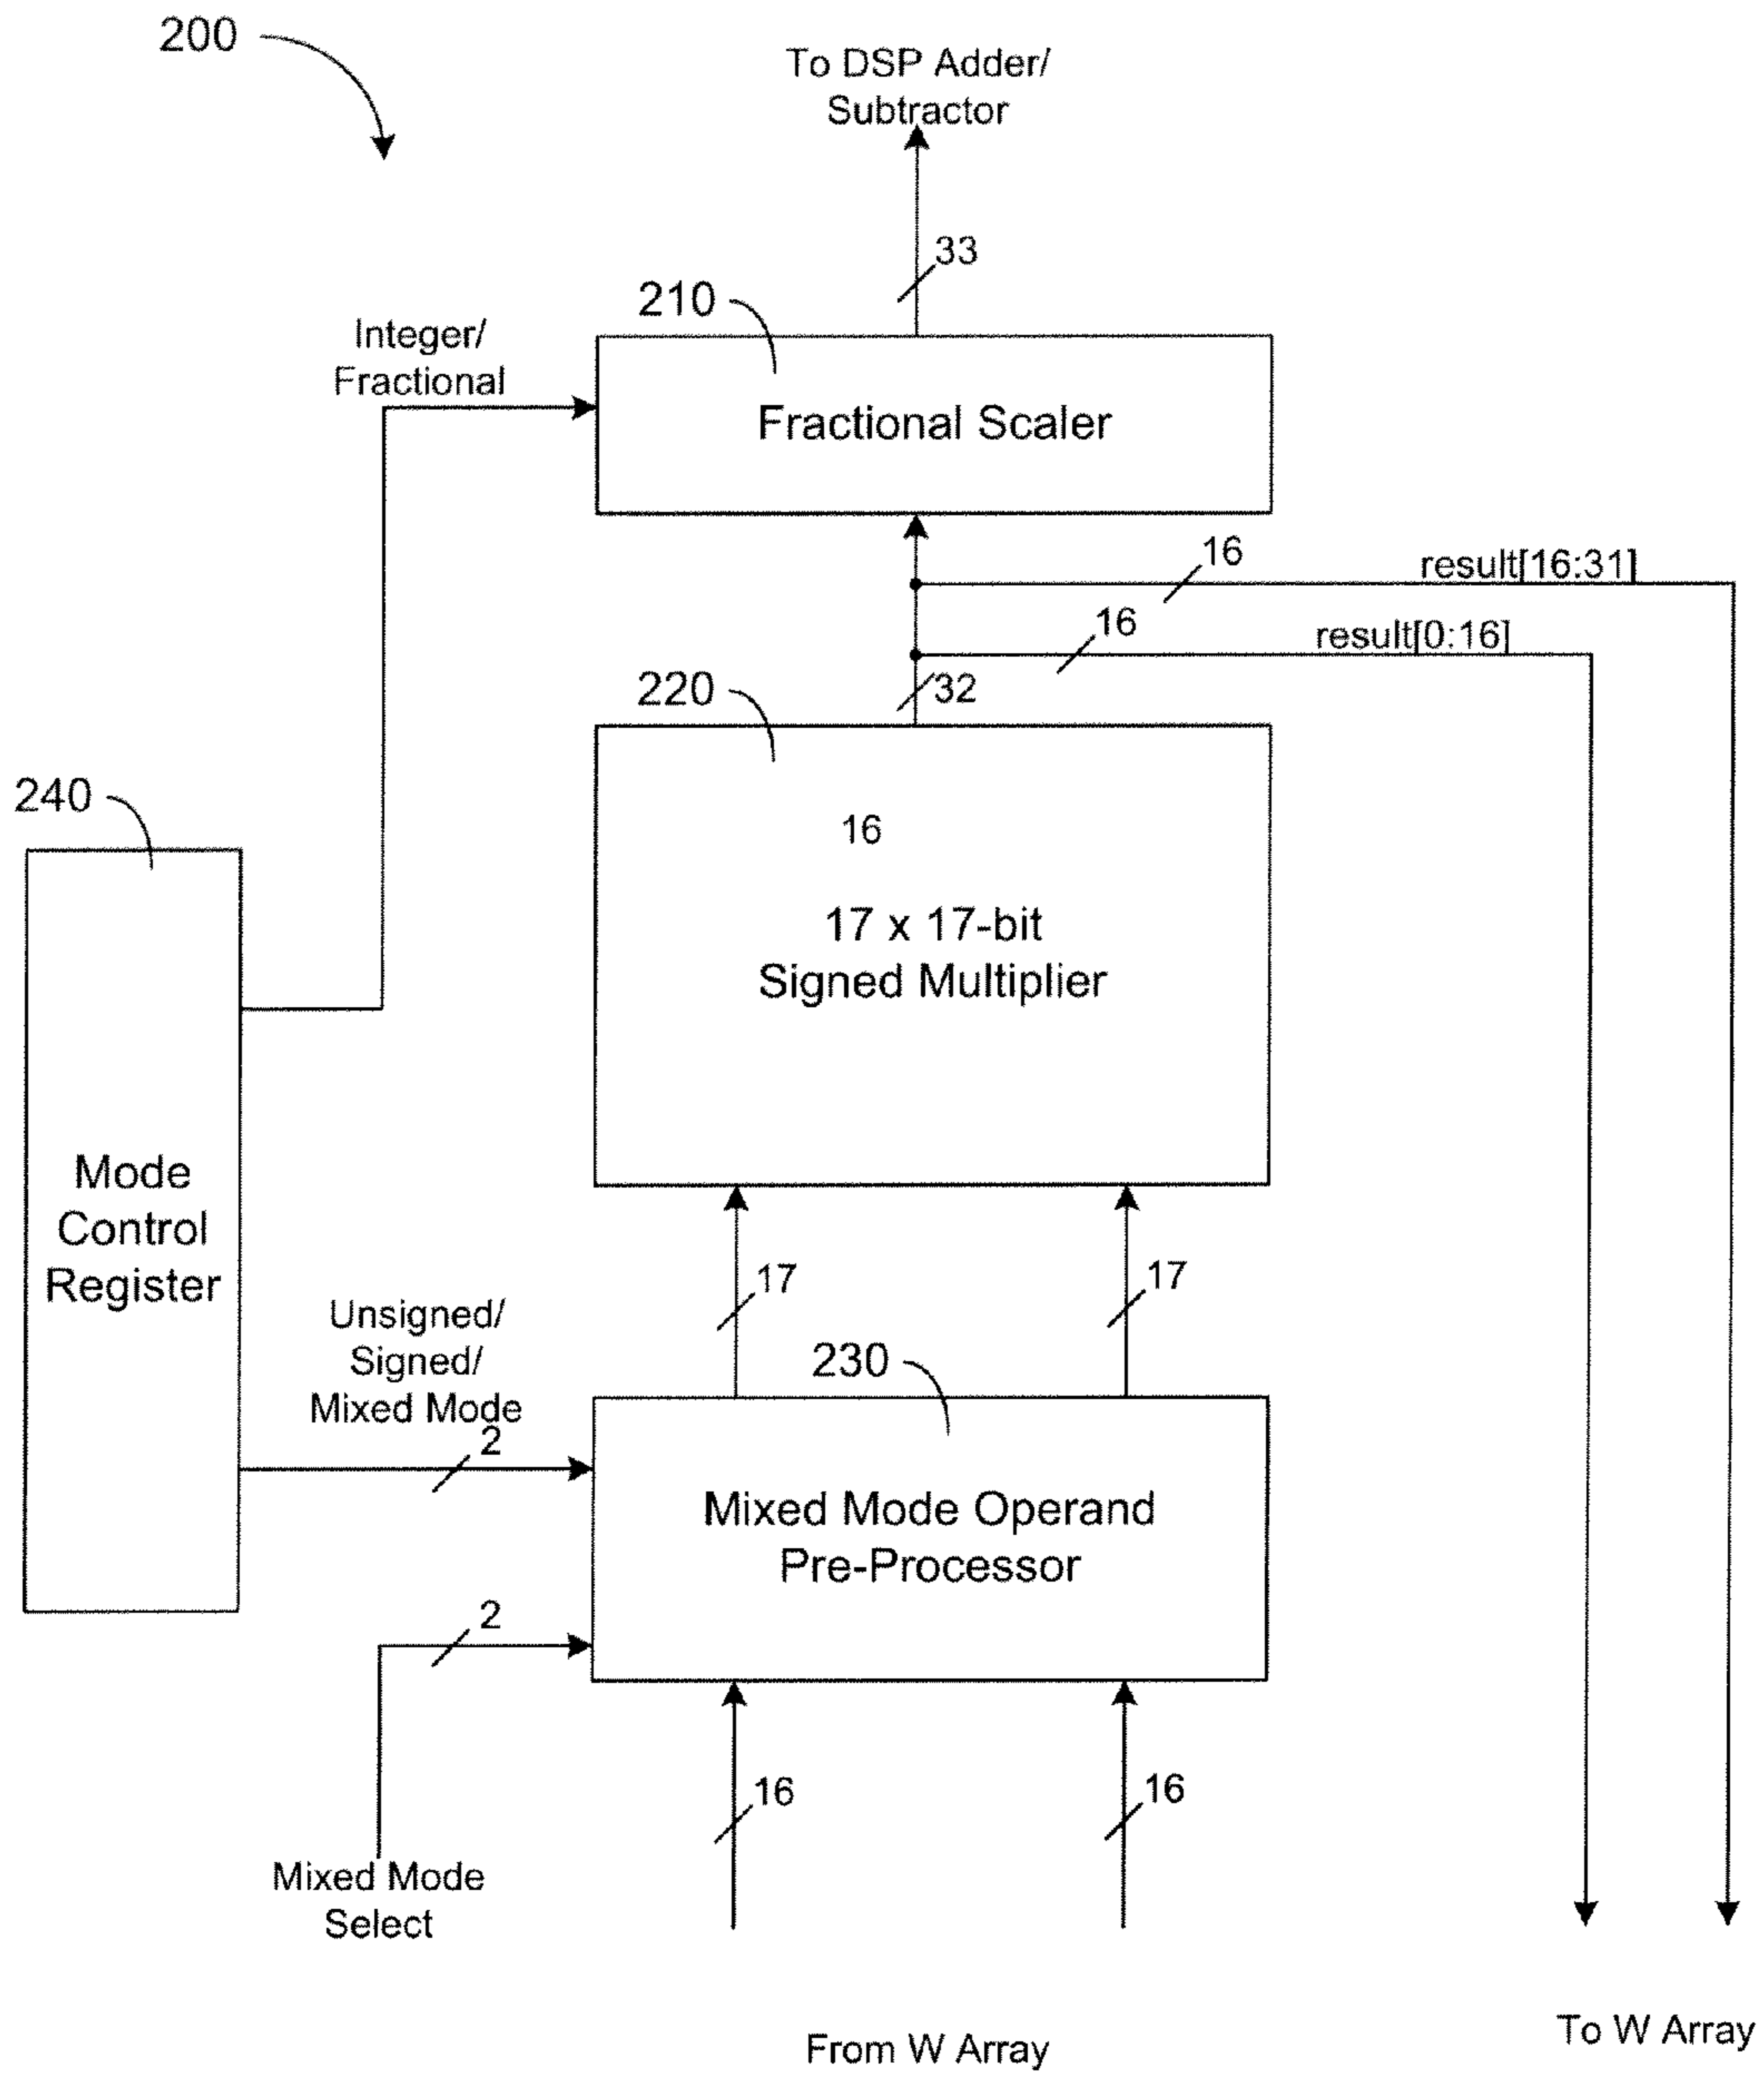 200
To DSP Adder/
Subtractor
33
210
Integer/
Fractional
Fractional Scaler
16
result[16:31]
16
result[0:16]
32
220
16
240
17 x 17-bit
Signed Multiplier
Mode
Control
Register
17
17
Unsigned/
Signed/
Mixed Mode
2
230
Mixed Mode Operand
Pre-Processor
2
16
16
Mixed Mode
Select
To W Array
From W Array